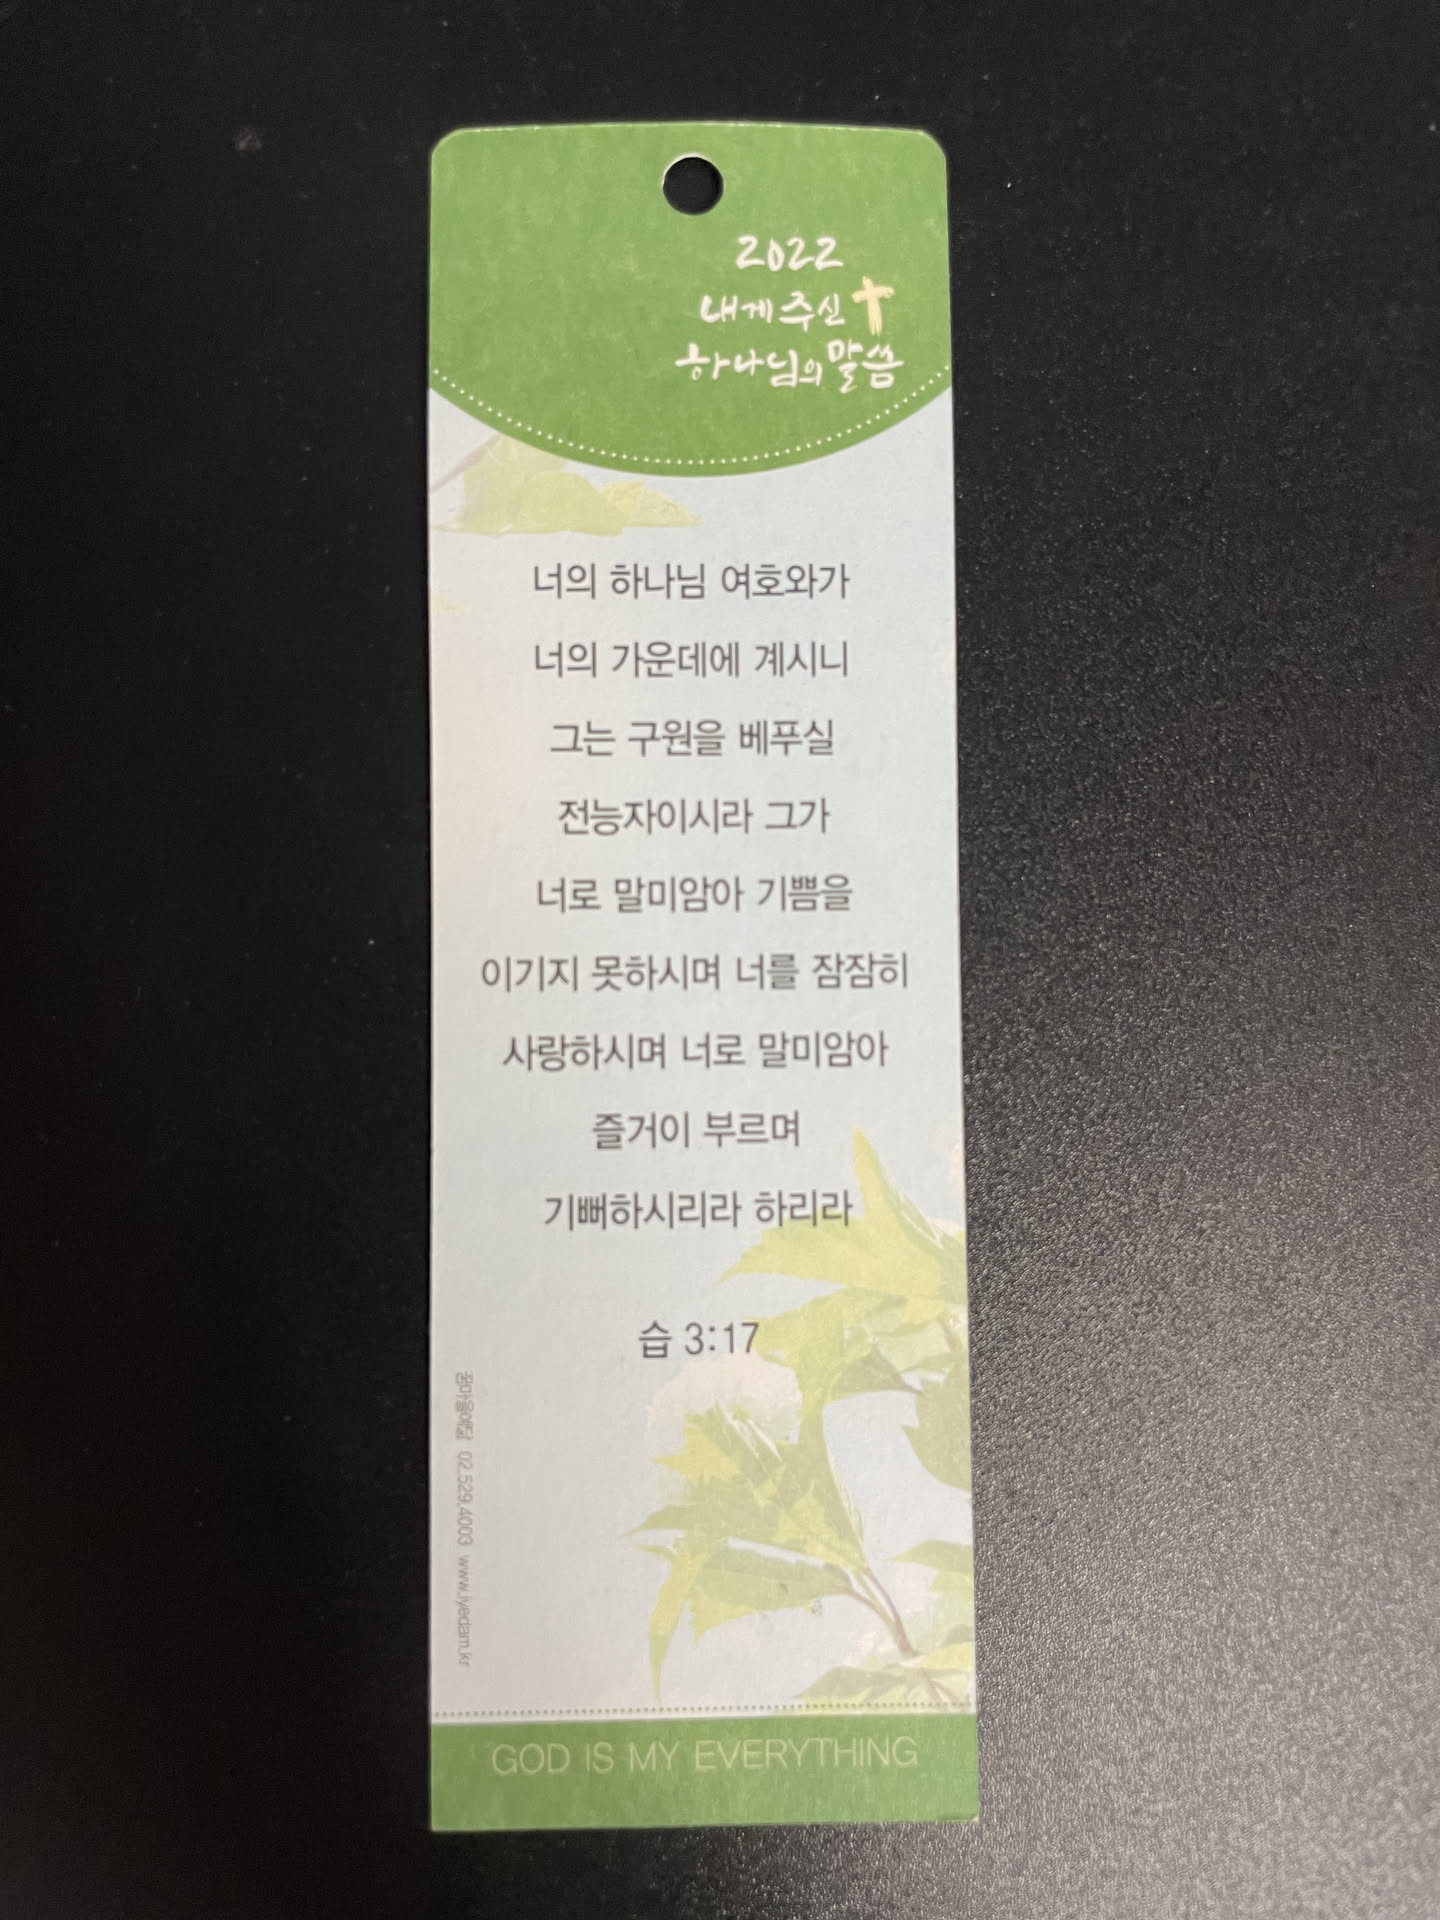 2022
내게 주신
하나님의 말씀
너의 하나님 여호와가
너의 가운데에 계시니
그는 구원을 베푸실
전능자이시라 그가
너로 말미암아 기쁨을
이기지 못하시며 너를 잠잠히
사랑하시며 너로 말미암아
즐거이 부르며
기뻐하시리라 하리라
습 3:17
꿈마을예담 02.529.4003 www.iyedam.kr
GOD IS MY EVERYTHING